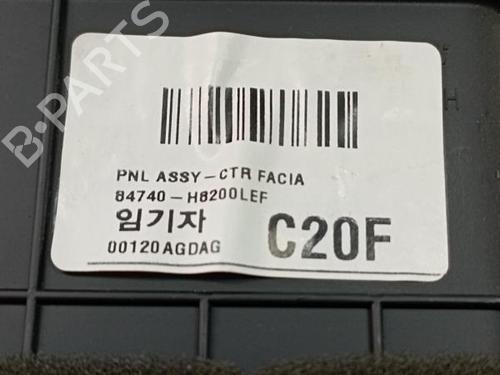 B-PARTS
PNL ASSY-CTR FACIA
84740-H8200LEF
임기자
00120AGDAG
C20F
H